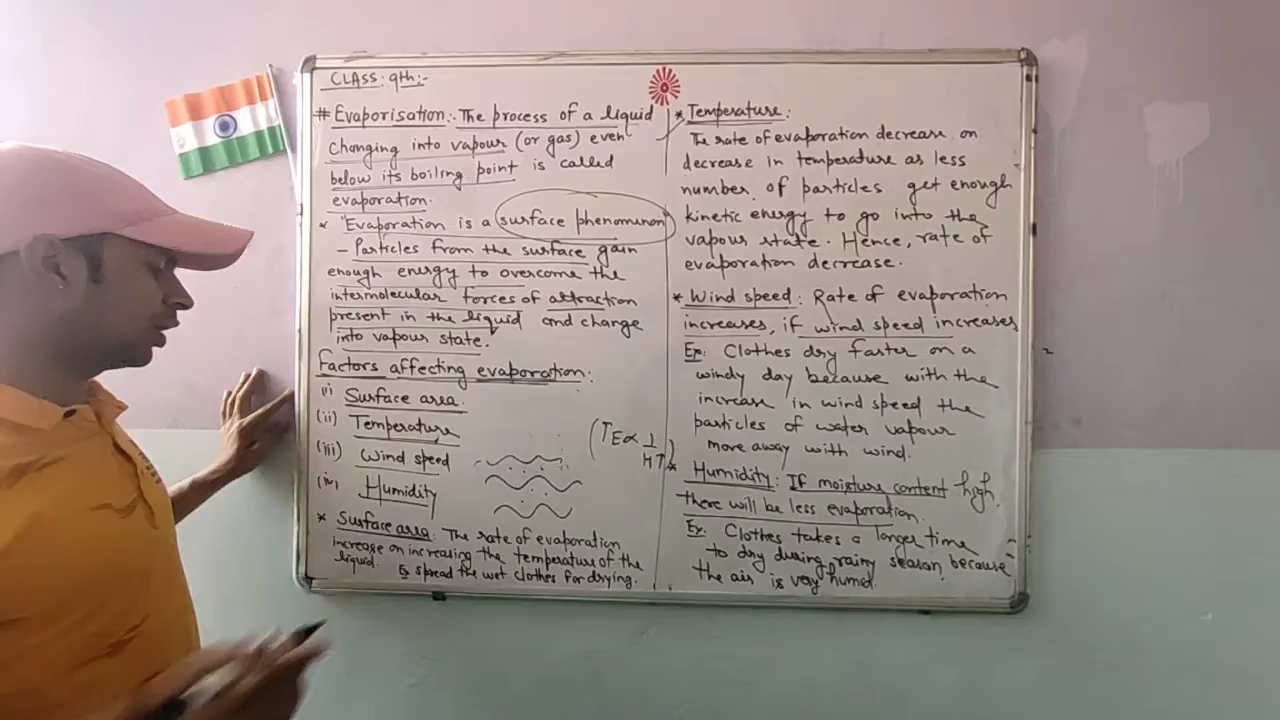 CLASS: 9th:-
# Evaporisation:- The process of a liquid
changing into vapour (or gas) even
below its boiling point is called
evaporation.
* "Evaporation is a surface phenominon
- Particles from the surface gain
enough energy to overcome the
intermolecular forces of attraction
present in the liquid and change
into vapour state.
Factors affecting evaporation:
(i) Surface area.
(ii) Temperature
(iii) Wind speed
(iv) Humidity
(TE∝ 1/HT)
* Surface area: The rate of evaporation
increase on increasing the temperature of the
liquid. Ex spread the wet clothes for drying.
* Temperature:
The rate of evaporation decrease on
decrease in temperature as less
number of particles get enough
kinetic energy to go into the
vapour state. Hence, rate of
evaporation decrease.
* Wind speed: Rate of evaporation
increases, if wind speed increases
Ex: Clothes dry faster on a
windy day because with the
increase in wind speed the
particles of water vapour
move away with wind.
* Humidity: If moisture content high,
there will be less evaporation.
Ex: Clothes takes a longer time
to dry during rainy season because
the air is very humid.